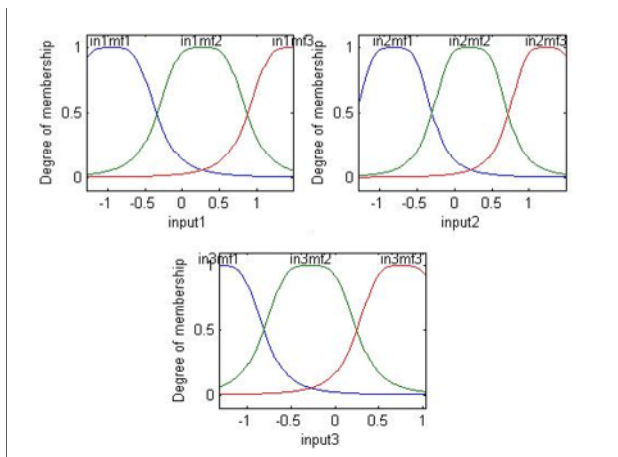 in1mf1 in1mf2 in1mf3
1
0.5
0
Degree of membership
-1 -0.5 0 0.5 1
input1
in2mf1 in2mf2 in2mf3
1
0.5
0
Degree of membership
-1 -0.5 0 0.5 1
input2
in3mf1 in3mf2 in3mf3
1
0.5
0
Degree of membership
-1 -0.5 0 0.5 1
input3